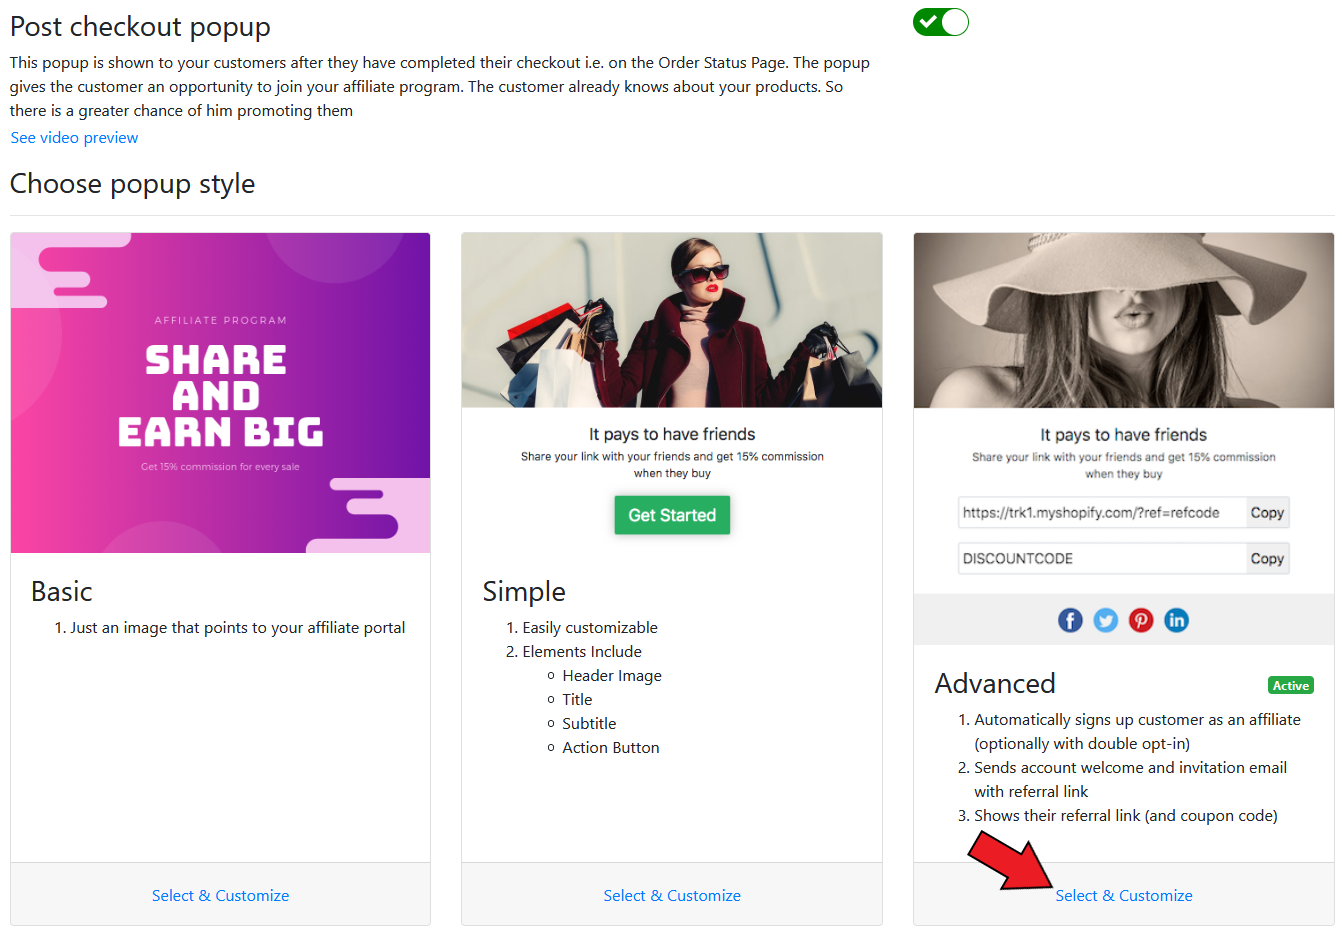 Post checkout popup
This popup is shown to your customers after they have completed their checkout i.e. on the Order Status Page. The popup
gives the customer an opportunity to join your affiliate program. The customer already knows about your products. So
there is a greater chance of him promoting them
See video preview
Choose popup style
AFFILIATE PROGRAM
SHARE
AND
EARN BIG
Get 15% commission for every sale
Basic
1. Just an image that points to your affiliate portal
Select & Customize
It pays to have friends
Share your link with your friends and get 15% commission
when they buy
Get Started
Simple
1. Easily customizable
2. Elements Include
Header Image
Title
Subtitle
Action Button
Select & Customize
It pays to have friends
Share your link with your friends and get 15% commission
when they buy
https://trk1.myshopify.com/?ref=refcode Copy
DISCOUNTCODE Copy
Advanced Active
1. Automatically signs up customer as an affiliate
(optionally with double opt-in)
2. Sends account welcome and invitation email
with referral link
3. Shows their referral link (and coupon code)
Select & Customize